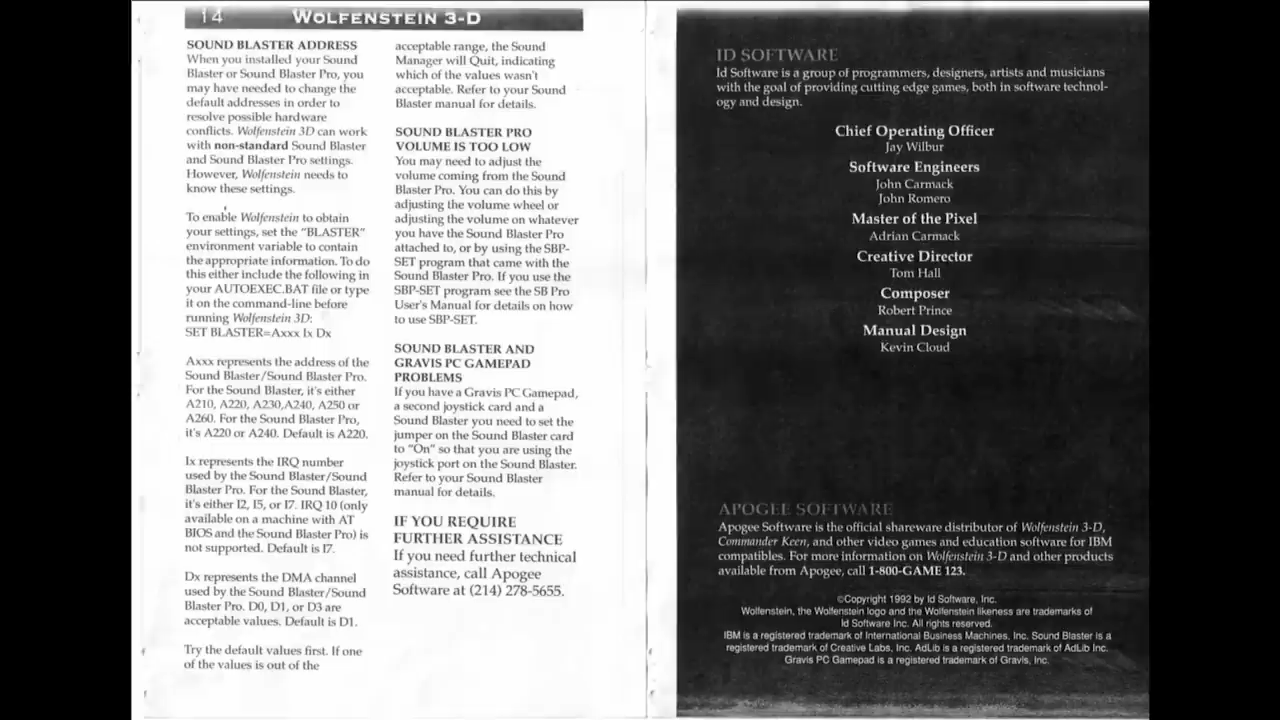 14 WOLFENSTEIN 3-D
SOUND BLASTER ADDRESS
When you installed your Sound
Blaster or Sound Blaster Pro, you
may have needed to change the
default addresses in order to
resolve possible hardware
conflicts. Wolfenstein 3D can work
with non-standard Sound Blaster
and Sound Blaster Pro settings.
However, Wolfenstein needs to
know these settings.
To enable Wolfenstein to obtain
your settings, set the "BLASTER"
environment variable to contain
the appropriate information. To do
this either include the following in
your AUTOEXEC.BAT file or type
it on the command-line before
running Wolfenstein 3D:
SET BLASTER=Axxx Ix Dx
Axxx represents the address of the
Sound Blaster/Sound Blaster Pro.
For the Sound Blaster, it's either
A210, A220, A230,A240, A250 or
A260. For the Sound Blaster Pro,
it's A220 or A240. Default is A220.
Ix represents the IRQ number
used by the Sound Blaster/Sound
Blaster Pro. For the Sound Blaster,
it's either I2, I5, or I7. IRQ 10 (only
available on a machine with AT
BIOS and the Sound Blaster Pro) is
not supported. Default is I7.
Dx represents the DMA channel
used by the Sound Blaster/Sound
Blaster Pro. D0, D1, or D3 are
acceptable values. Default is D1.
Try the default values first. If one
of the values is out of the
acceptable range, the Sound
Manager will Quit, indicating
which of the values wasn't
acceptable. Refer to your Sound
Blaster manual for details.
SOUND BLASTER PRO
VOLUME IS TOO LOW
You may need to adjust the
volume coming from the Sound
Blaster Pro. You can do this by
adjusting the volume wheel or
adjusting the volume on whatever
you have the Sound Blaster Pro
attached to, or by using the SBP-
SET program that came with the
Sound Blaster Pro. If you use the
SBP-SET program see the SB Pro
User's Manual for details on how
to use SBP-SET.
SOUND BLASTER AND
GRAVIS PC GAMEPAD
PROBLEMS
If you have a Gravis PC Gamepad,
a second joystick card and a
Sound Blaster you need to set the
jumper on the Sound Blaster card
to "On" so that you are using the
joystick port on the Sound Blaster.
Refer to your Sound Blaster
manual for details.
IF YOU REQUIRE
FURTHER ASSISTANCE
If you need further technical
assistance, call Apogee
Software at (214) 278-5655.
ID SOFTWARE
Id Software is a group of programmers, designers, artists and musicians
with the goal of providing cutting edge games, both in software technol-
ogy and design.
Chief Operating Officer
Jay Wilbur
Software Engineers
John Carmack
John Romero
Master of the Pixel
Adrian Carmack
Creative Director
Tom Hall
Composer
Robert Prince
Manual Design
Kevin Cloud
APOGEE SOFTWARE
Apogee Software is the official shareware distributor of Wolfenstein 3-D,
Commander Keen, and other video games and education software for IBM
compatibles. For more information on Wolfenstein 3-D and other products
available from Apogee, call 1-800-GAME 123.
©Copyright 1992 by Id Software, Inc.
Wolfenstein, the Wolfenstein logo and the Wolfenstein likeness are trademarks of
Id Software Inc. All rights reserved.
IBM is a registered trademark of International Business Machines, Inc. Sound Blaster is a
registered trademark of Creative Labs, Inc. AdLib is a registered trademark of AdLib Inc.
Gravis PC Gamepad is a registered trademark of Gravis, Inc.